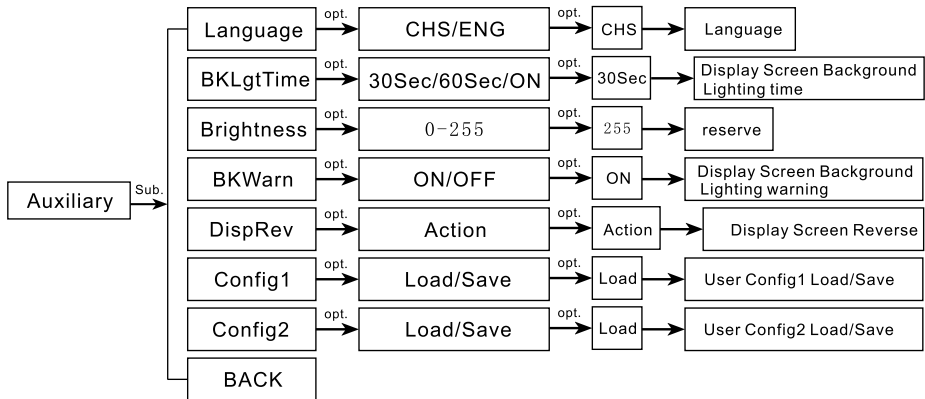 Auxiliary
Sub.
Language
opt.
CHS/ENG
opt.
CHS
Language
BKLgtTime
opt.
30Sec/60Sec/ON
opt.
30Sec
Display Screen Background
Lighting time
Brightness
opt.
0-255
opt.
255
reserve
BKWarn
opt.
ON/OFF
opt.
ON
Display Screen Background
Lighting warning
DispRev
opt.
Action
opt.
Action
Display Screen Reverse
Config1
opt.
Load/Save
opt.
Load
User Config1 Load/Save
Config2
opt.
Load/Save
opt.
Load
User Config2 Load/Save
BACK